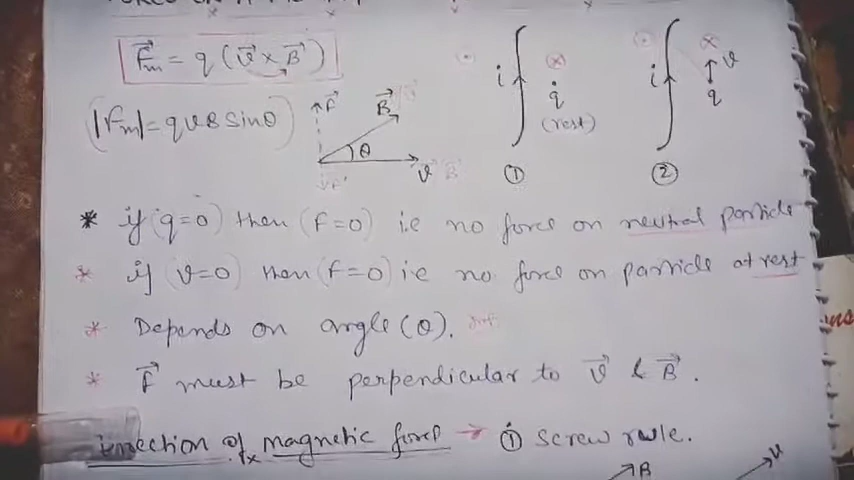 F⃗m = q (v⃗ × B⃗)
|Fm| = qvB sinθ
F⃗
B⃗
θ
v⃗
i
q
(rest)
①
i
v
q
②
* if (q=0) then (f=0) i.e no force on neutral particle
* if (v=0) then (f=0) i.e no force on particle at rest
* Depends on angle (θ).
* F⃗ must be perpendicular to v⃗ & B⃗.
Direction of magnetic force → ① screw rule.
B